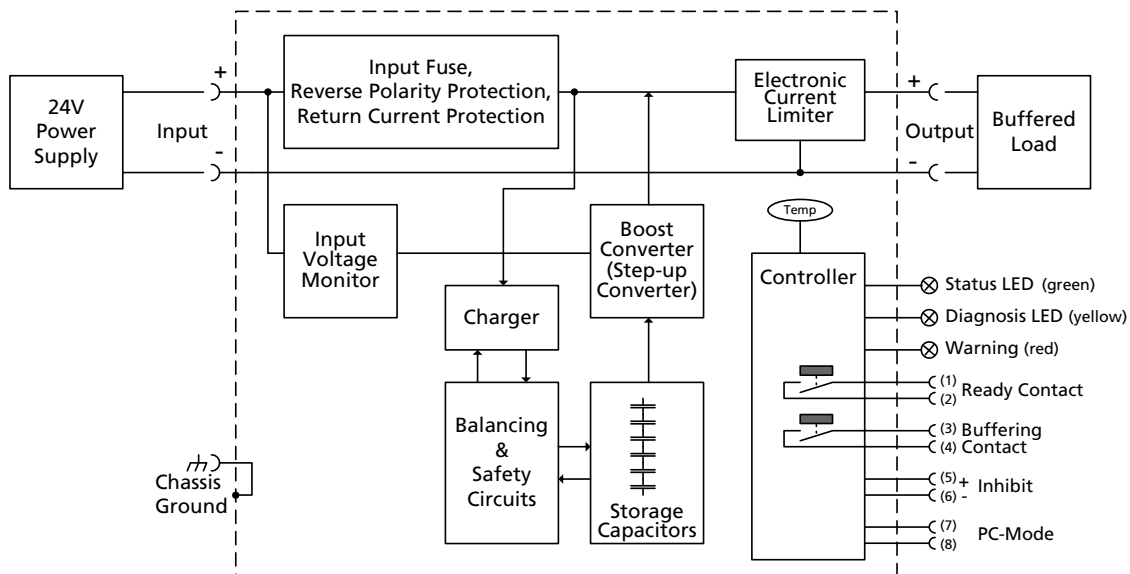 24V
Power
Supply
+
Input
-
Input Fuse,
Reverse Polarity Protection,
Return Current Protection
Electronic
Current
Limiter
+
Output
-
Buffered
Load
Input
Voltage
Monitor
Boost
Converter
(Step-up
Converter)
Charger
Balancing
&
Safety
Circuits
Storage
Capacitors
Chassis
Ground
Temp
Controller
Status LED (green)
Diagnosis LED (yellow)
Warning (red)
(1)
Ready Contact
(2)
(3) Buffering
(4) Contact
(5) + Inhibit
(6) -
(7)
PC-Mode
(8)